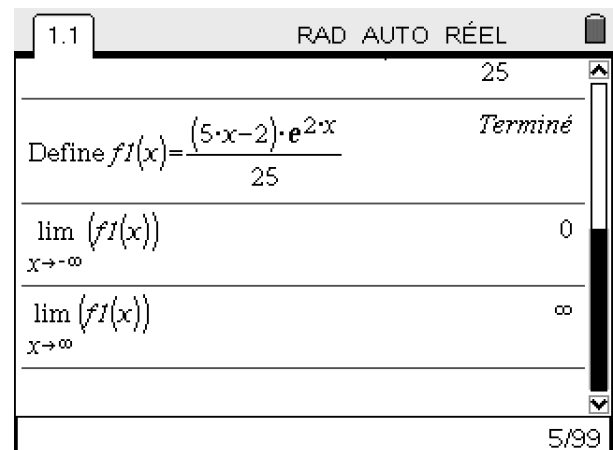 1.1 RAD AUTO RÉEL
25
Define f1(x)=(5·x-2)·e^2·x/25 Terminé
lim (f1(x)) 0
x→-∞
lim (f1(x)) ∞
x→∞
5/99